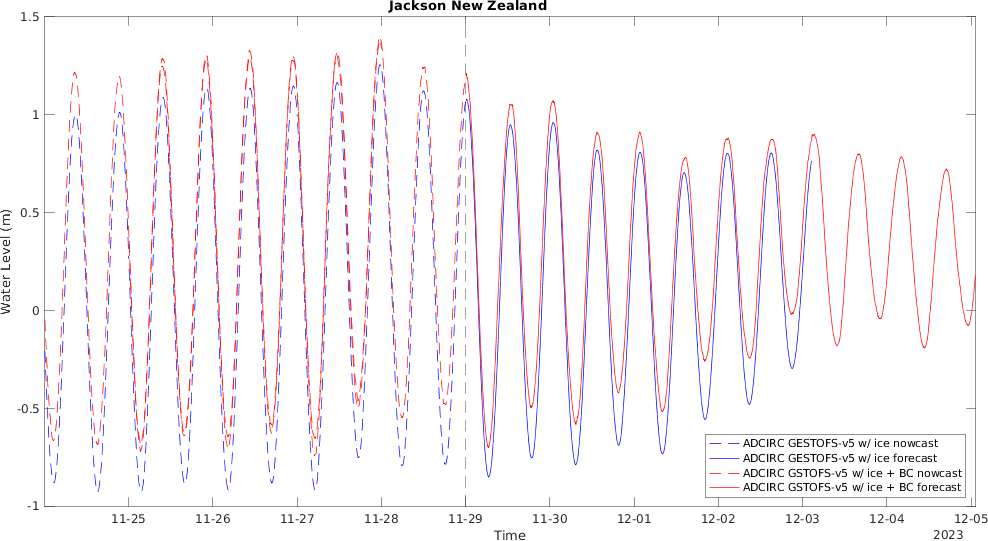 Jackson New Zealand
1.5
1
0.5
0
-0.5
-1
Water Level (m)
ADCIRC GESTOFS-v5 w/ ice nowcast
ADCIRC GESTOFS-v5 w/ ice forecast
ADCIRC GSTOFS-v5 w/ ice + BC nowcast
ADCIRC GSTOFS-v5 w/ ice + BC forecast
11-25 11-26 11-27 11-28 11-29 11-30 12-01 12-02 12-03 12-04 12-05
Time
2023